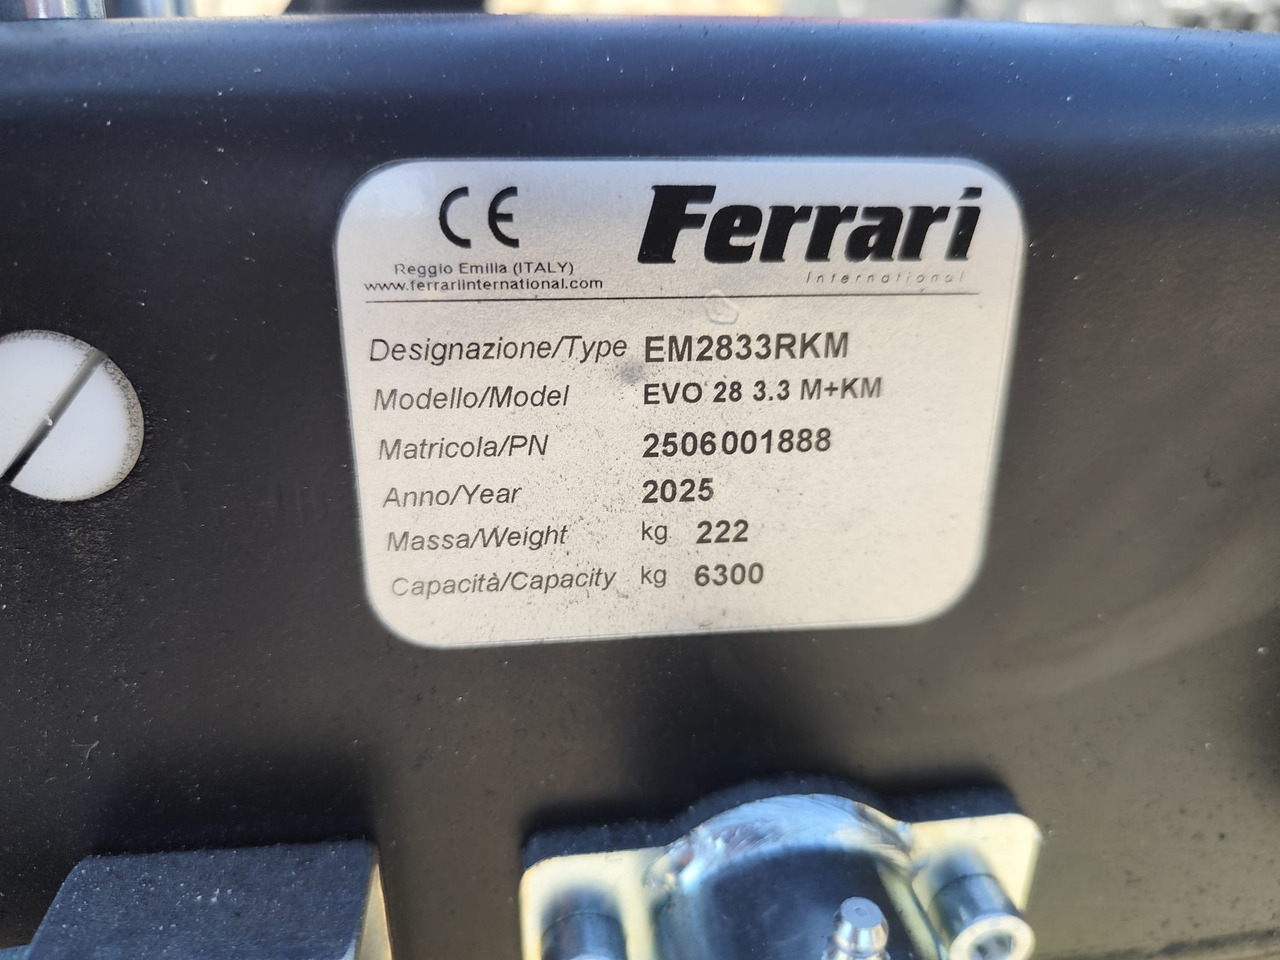 CE
Ferrari
International
Reggio Emilia (ITALY)
www.ferrariinternational.com
Designazione/Type EM2833RKM
Modello/Model EVO 28 3.3 M+KM
Matricola/PN 2506001888
Anno/Year 2025
Massa/Weight kg 222
Capacità/Capacity kg 6300